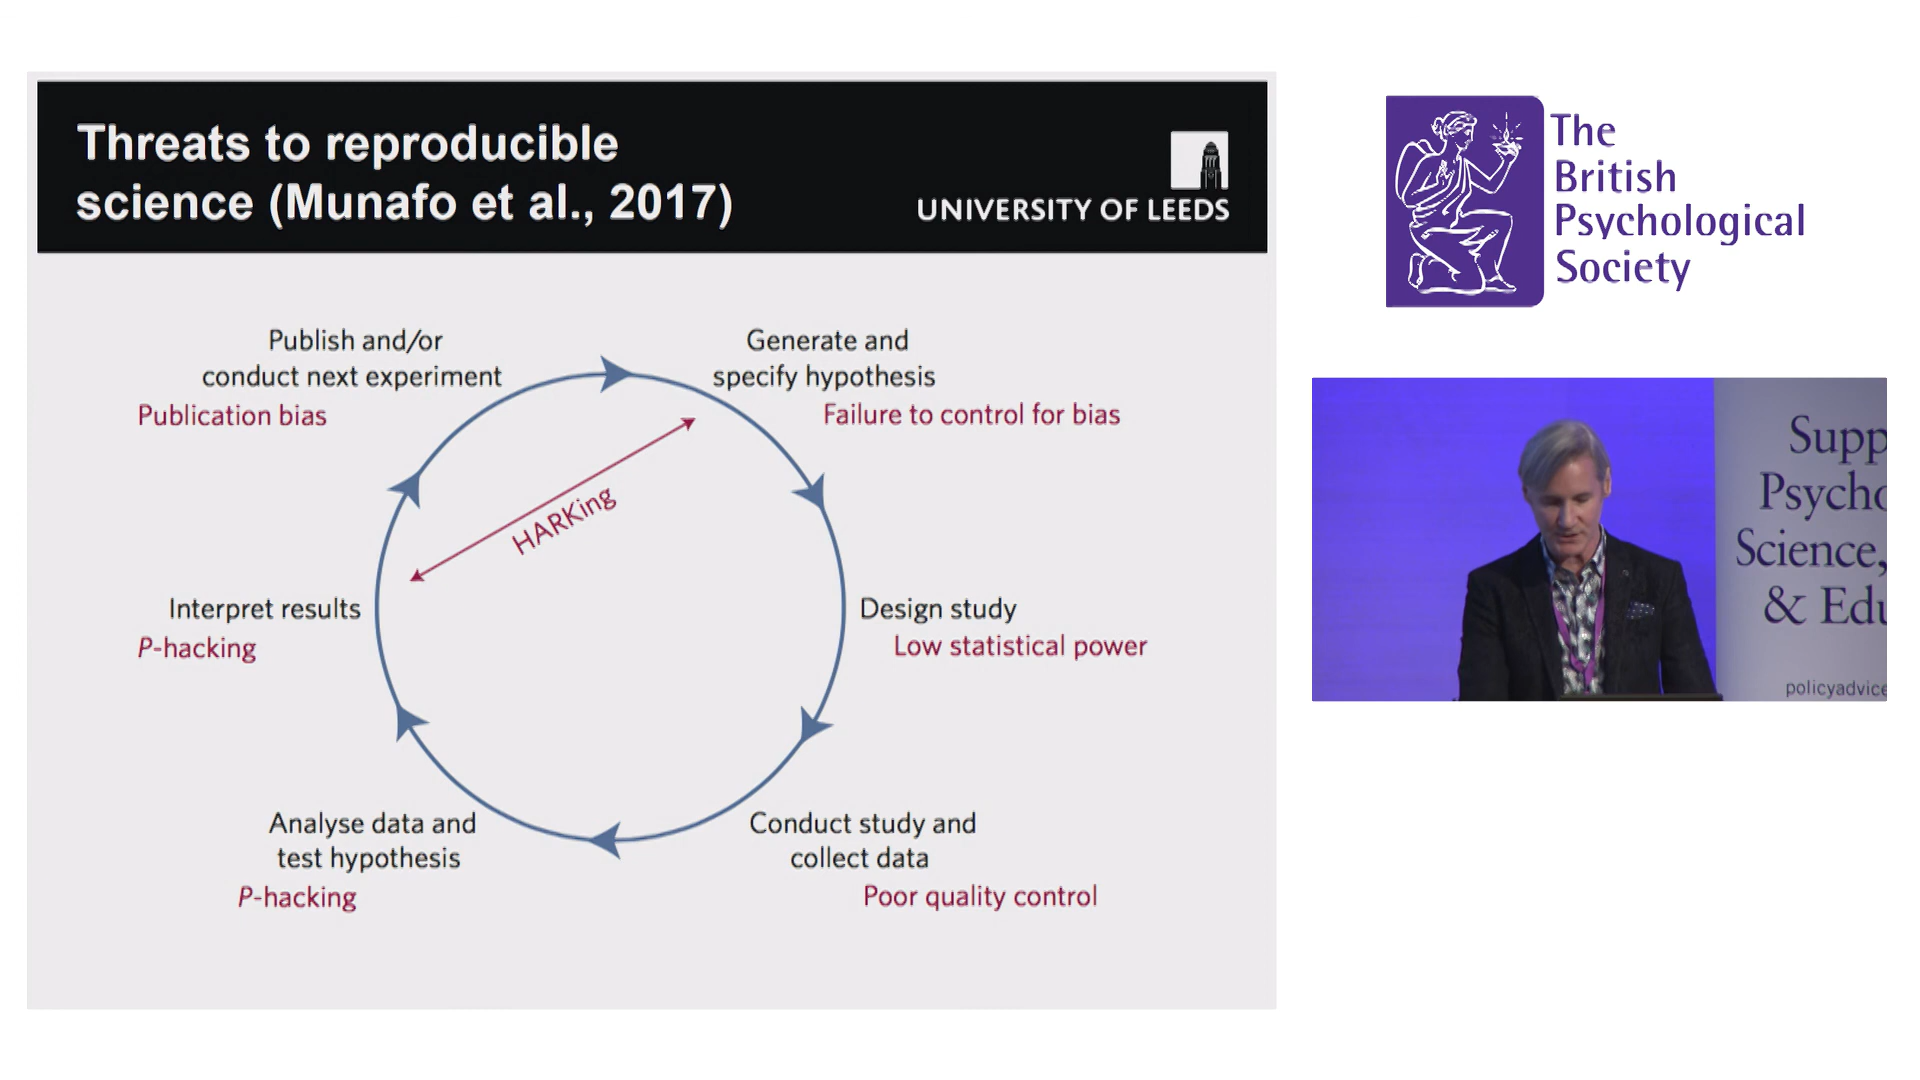 Threats to reproducible
science (Munafo et al., 2017)
UNIVERSITY OF LEEDS
Publish and/or
conduct next experiment
Publication bias
Generate and
specify hypothesis
Failure to control for bias
HARKing
Interpret results
P-hacking
Design study
Low statistical power
Analyse data and
test hypothesis
P-hacking
Conduct study and
collect data
Poor quality control
The
British
Psychological
Society
Supp
Psycho
Science,
& Edu
policyadvice